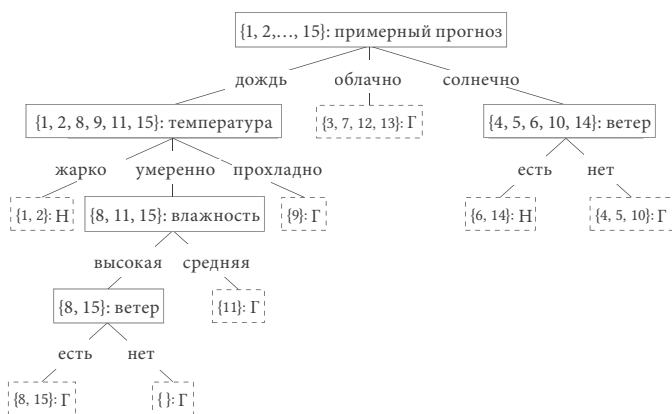 {1, 2,..., 15}: примерный прогноз
дождь облачно солнечно
{1, 2, 8, 9, 11, 15}: температура {3, 7, 12, 13}: Г {4, 5, 6, 10, 14}: ветер
жарко умеренно прохладно есть нет
{1, 2}: Н {8, 11, 15}: влажность {9}: Г {6, 14}: Н {4, 5, 10}: Г
высокая средняя
{8, 15}: ветер {11}: Г
есть нет
{8, 15}: Г { }: Г